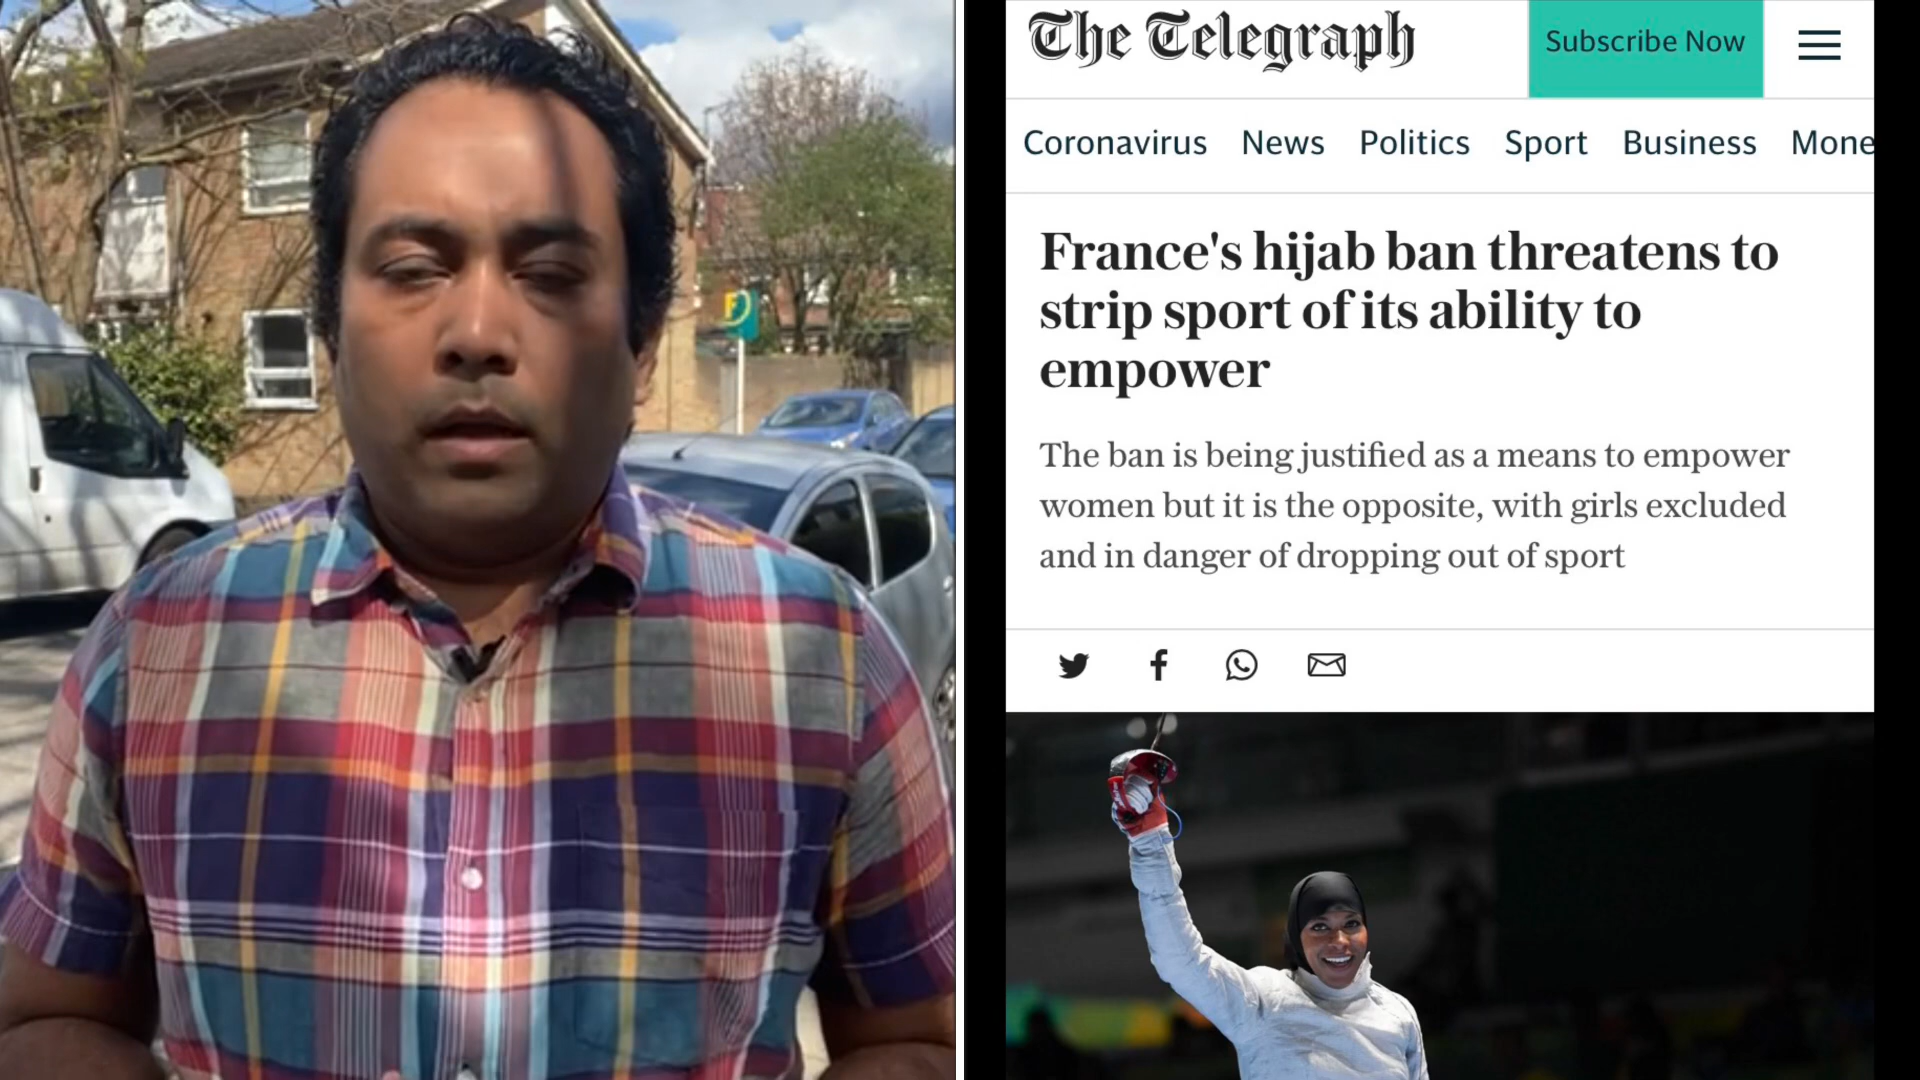 The Telegraph
Subscribe Now
Coronavirus News Politics Sport Business Mone
France's hijab ban threatens to
strip sport of its ability to
empower
The ban is being justified as a means to empower
women but it is the opposite, with girls excluded
and in danger of dropping out of sport